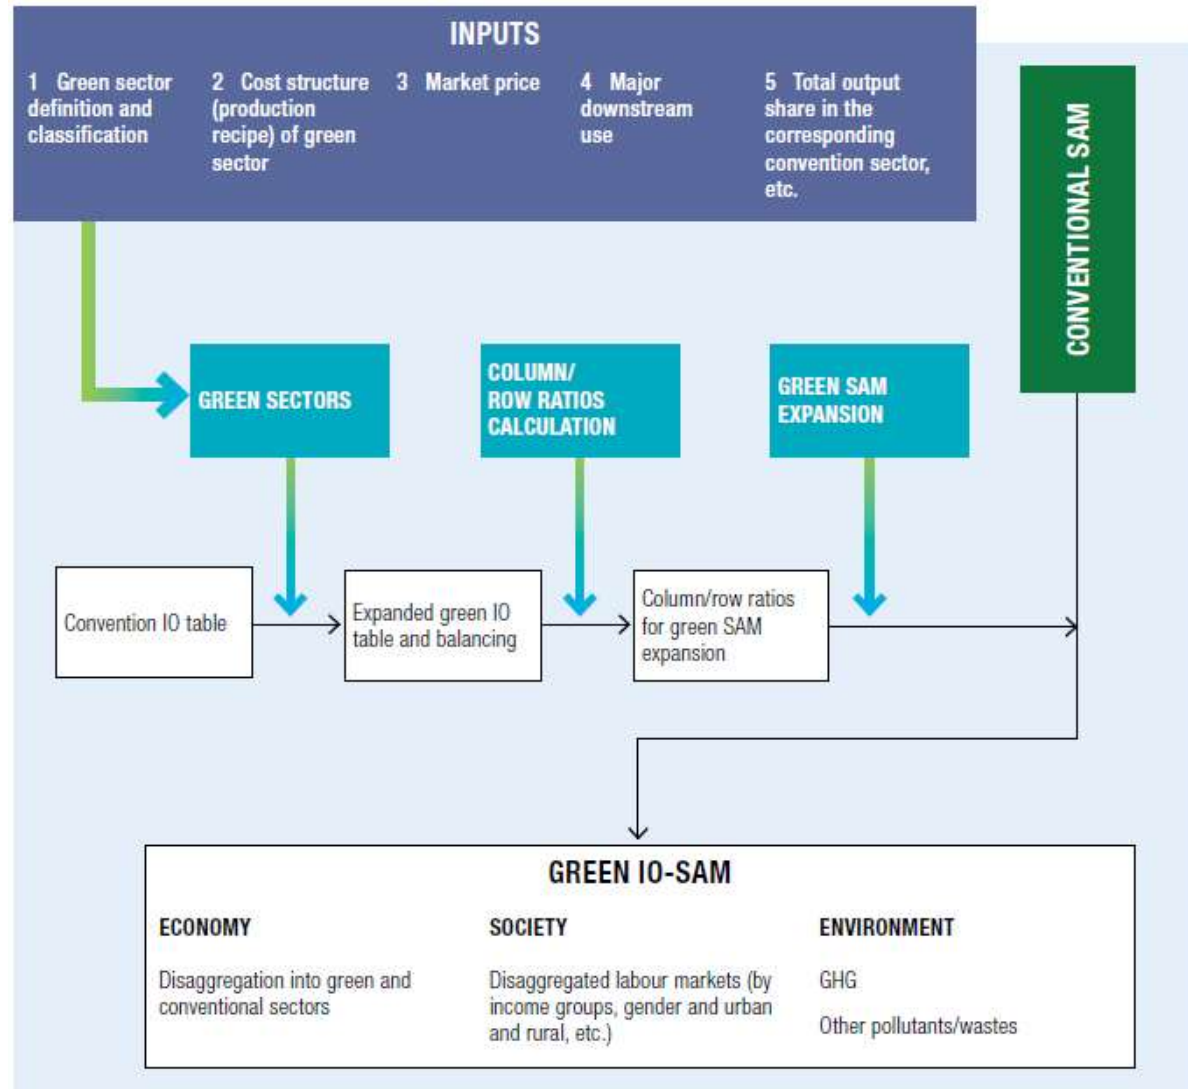 INPUTS
1 Green sector
definition and
classification
2 Cost structure
(production
recipe) of green
sector
3 Market price
4 Major
downstream
use
5 Total output
share in the
corresponding
convention sector,
etc.
CONVENTIONAL SAM
GREEN SECTORS
COLUMN/
ROW RATIOS
CALCULATION
GREEN SAM
EXPANSION
Convention IO table
Expanded green IO
table and balancing
Column/row ratios
for green SAM
expansion
GREEN IO-SAM
ECONOMY
Disaggregation into green and
conventional sectors
SOCIETY
Disaggregated labour markets (by
income groups, gender and urban
and rural, etc.)
ENVIRONMENT
GHG
Other pollutants/wastes